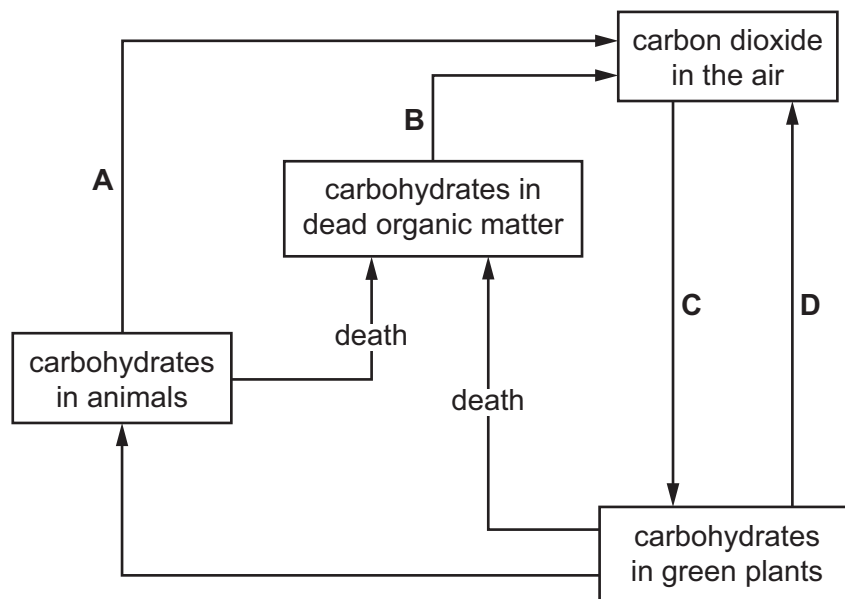 carbon dioxide
in the air
B
A
carbohydrates in
dead organic matter
C
D
death
carbohydrates
in animals
death
carbohydrates
in green plants